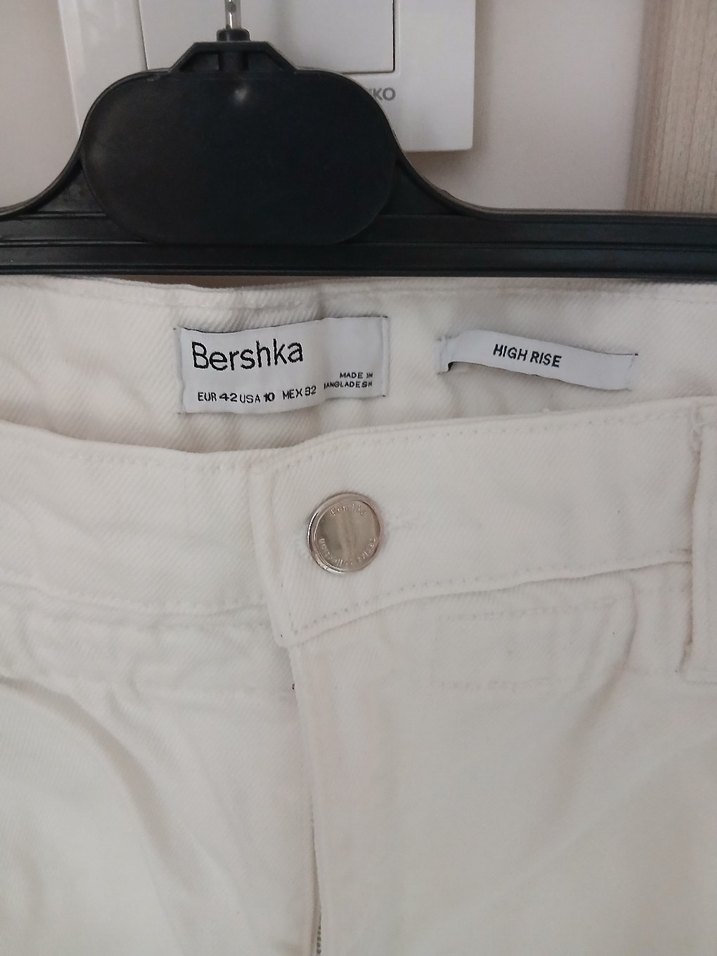 Bershka
MADE IN
BANGLADESH
EUR 42 USA 10 MEX 32
HIGH RISE